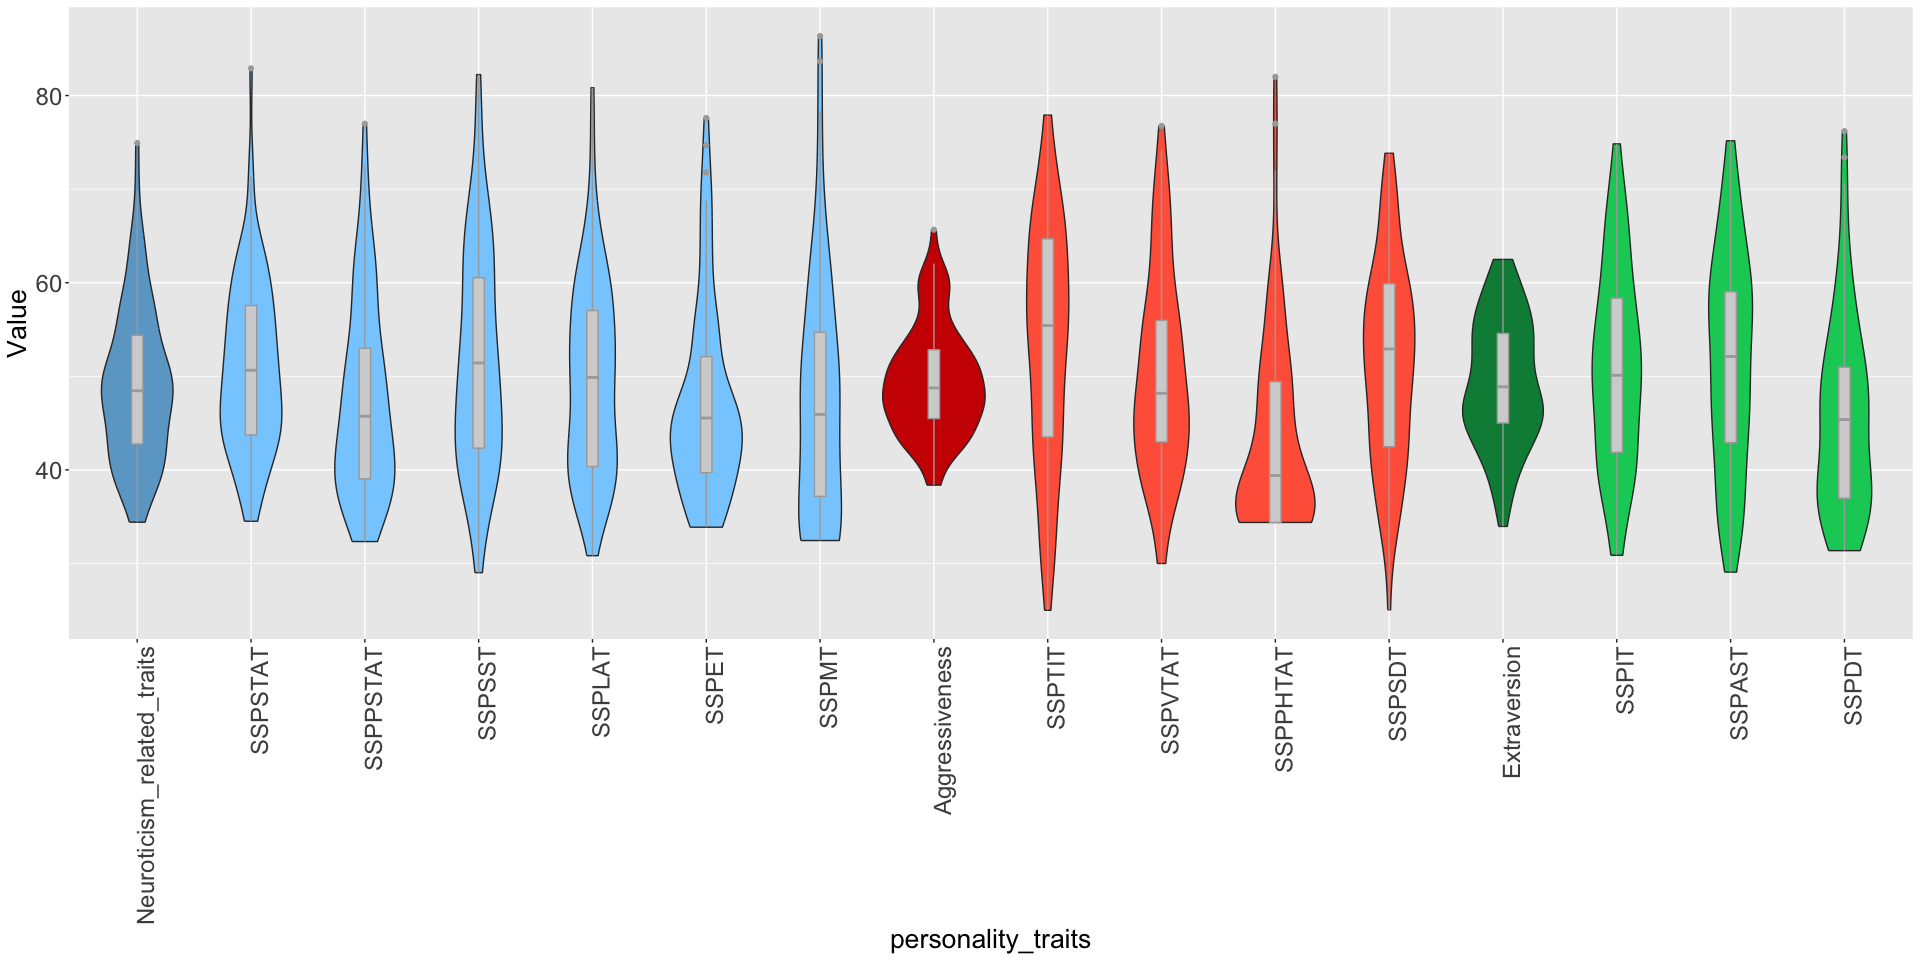 Value
80
60
40
Neuroticism_related_traits
SSPSTAT
SSPPSTAT
SSPSST
SSPLAT
SSPET
SSPMT
Aggressiveness
SSPTIT
SSPVTAT
SSPPHTAT
SSPPSDT
Extraversion
SSPIT
SSPAST
SSPDT
personality_traits